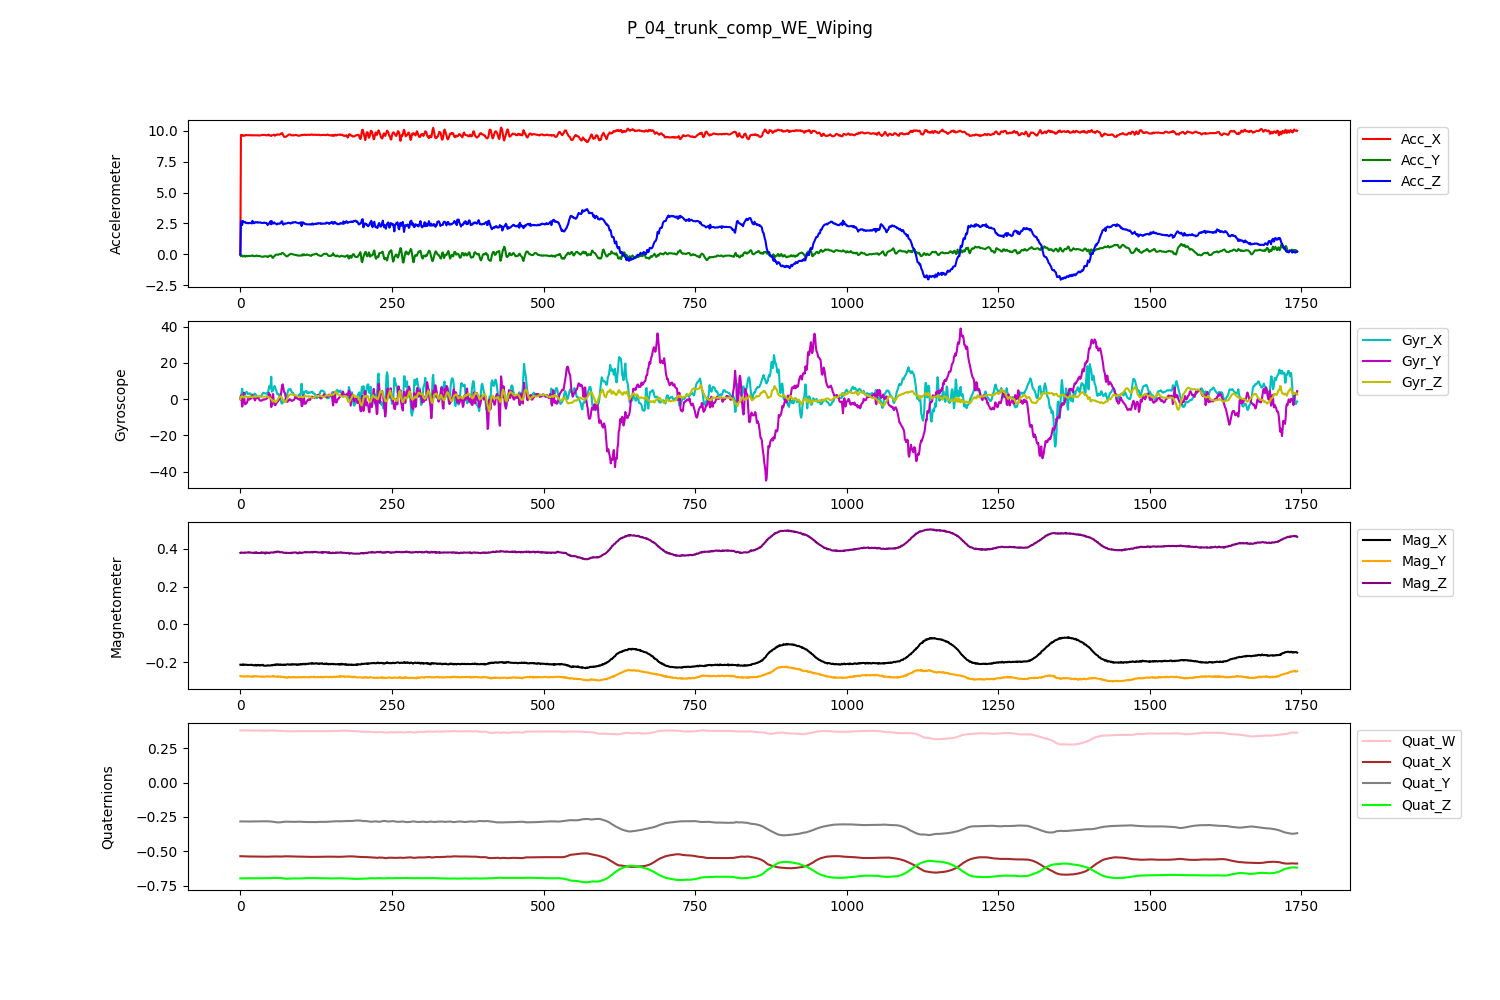 P_04_trunk_comp_WE_Wiping
Accelerometer
10.0
7.5
5.0
2.5
0.0
−2.5
0 250 500 750 1000 1250 1500 1750
Acc_X
Acc_Y
Acc_Z
Gyroscope
40
20
0
−20
−40
0 250 500 750 1000 1250 1500 1750
Gyr_X
Gyr_Y
Gyr_Z
Magnetometer
0.4
0.2
0.0
−0.2
0 250 500 750 1000 1250 1500 1750
Mag_X
Mag_Y
Mag_Z
Quaternions
0.25
0.00
−0.25
−0.50
−0.75
0 250 500 750 1000 1250 1500 1750
Quat_W
Quat_X
Quat_Y
Quat_Z